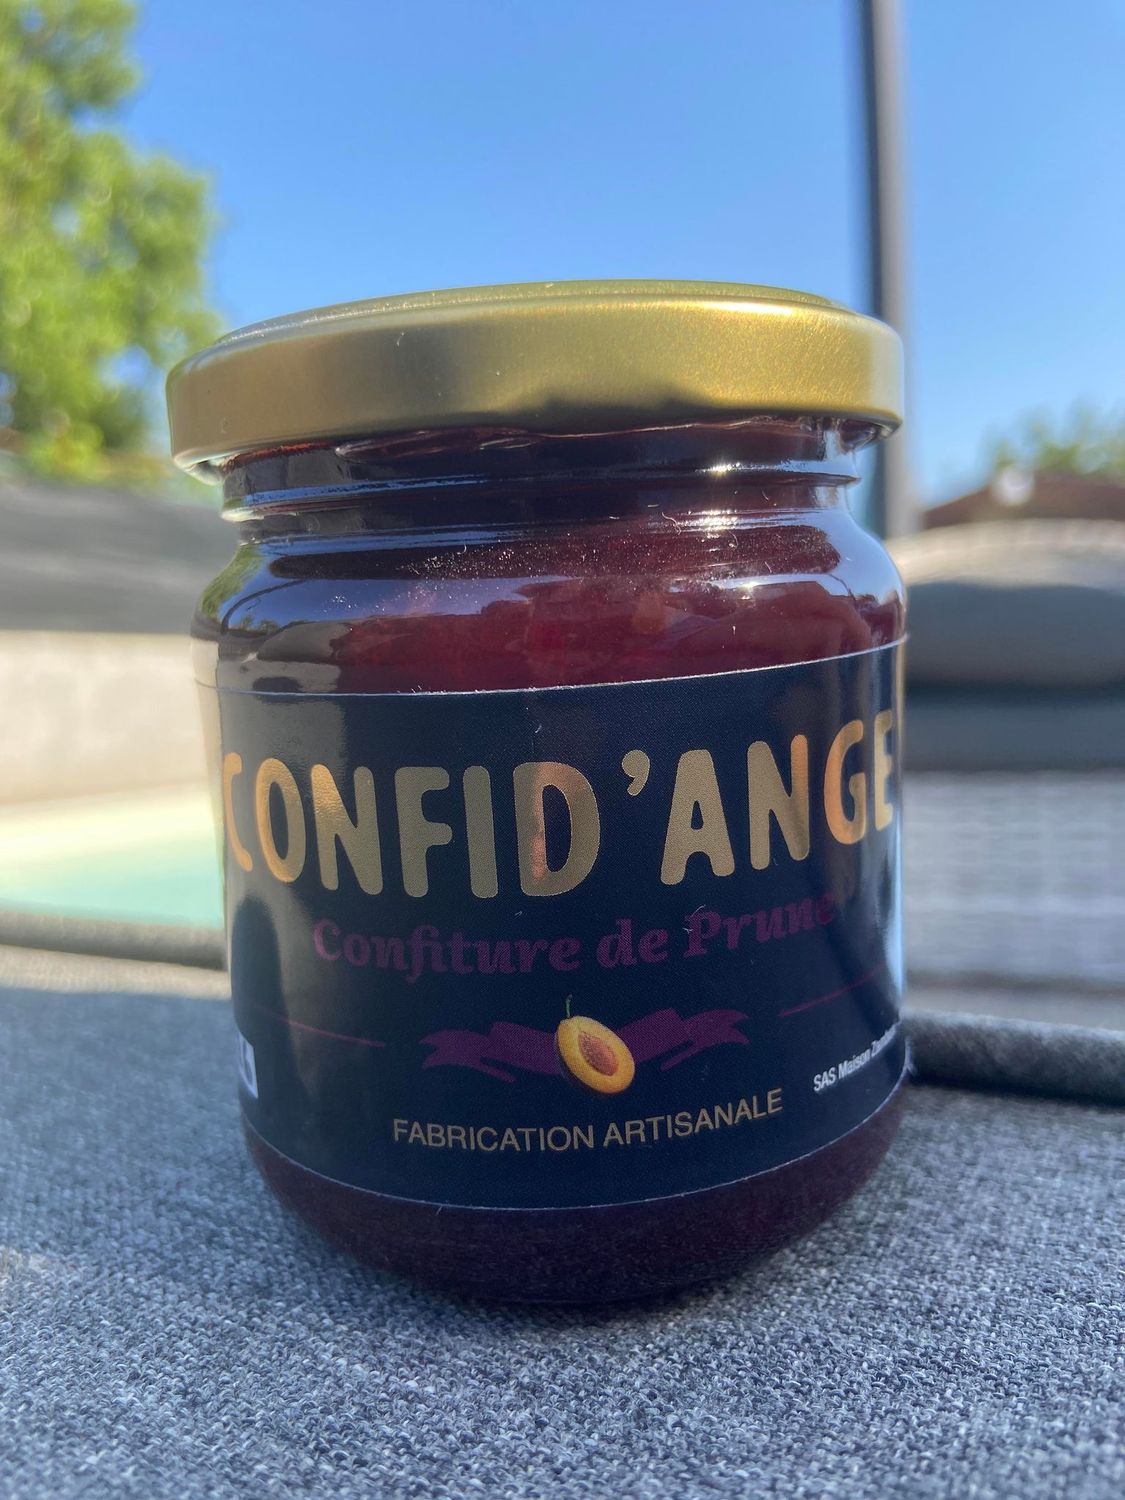 CONFID'ANGE
Confiture de Prune
FABRICATION ARTISANALE
SAS Maison